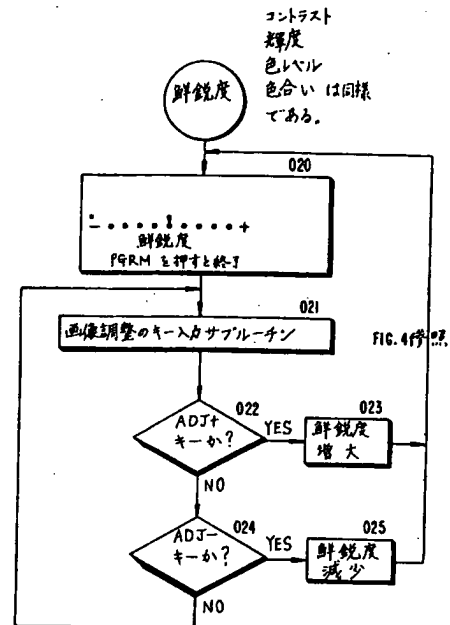 コントラスト
輝度
色レベル
色合い は同様
である。
鮮鋭度
020
- • • • • • • • • +
鮮鋭度
PGRM を押すと終了
021
画像調整のキー入力サブルーチン
FIG. 4f参照
022
ADJ+
キーか?
YES
023
鮮鋭度
増大
NO
024
ADJ-
キーか?
YES
025
鮮鋭度
減少
NO